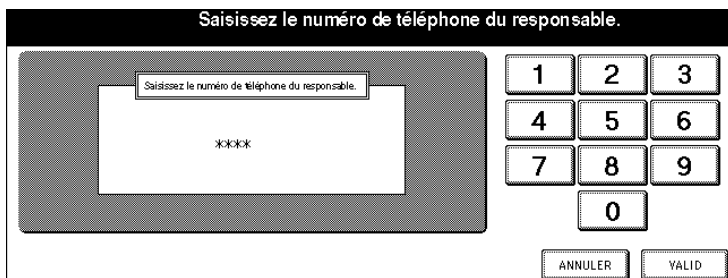 Saisissez le numéro de téléphone du responsable.
Saisissez le numéro de téléphone du responsable.
****
1 2 3
4 5 6
7 8 9
0
ANNULER VALID